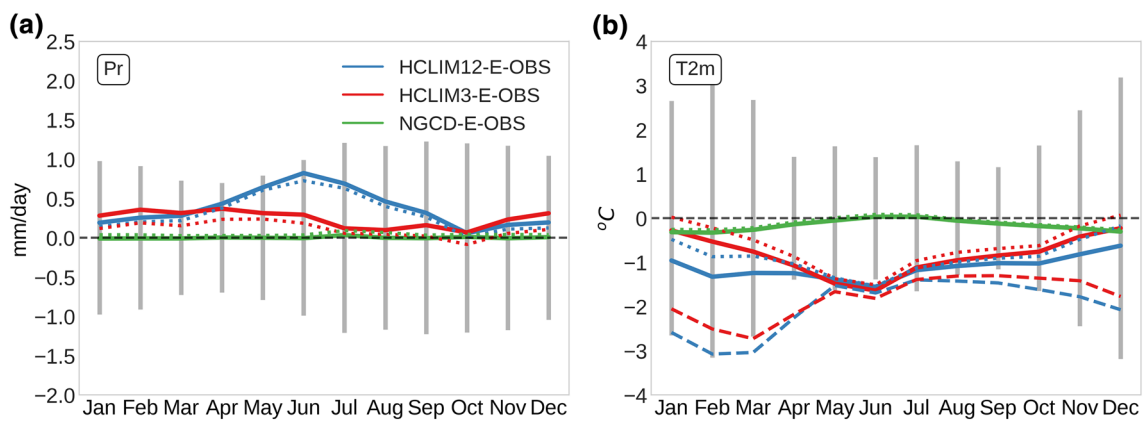 (a)
mm/day
2.5
2.0
1.5
1.0
0.5
0.0
−0.5
−1.0
−1.5
−2.0
Pr
HCLIM12-E-OBS
HCLIM3-E-OBS
NGCD-E-OBS
Jan Feb Mar Apr May Jun Jul Aug Sep Oct Nov Dec
(b)
°C
4
3
2
1
0
−1
−2
−3
−4
T2m
Jan Feb Mar Apr May Jun Jul Aug Sep Oct Nov Dec